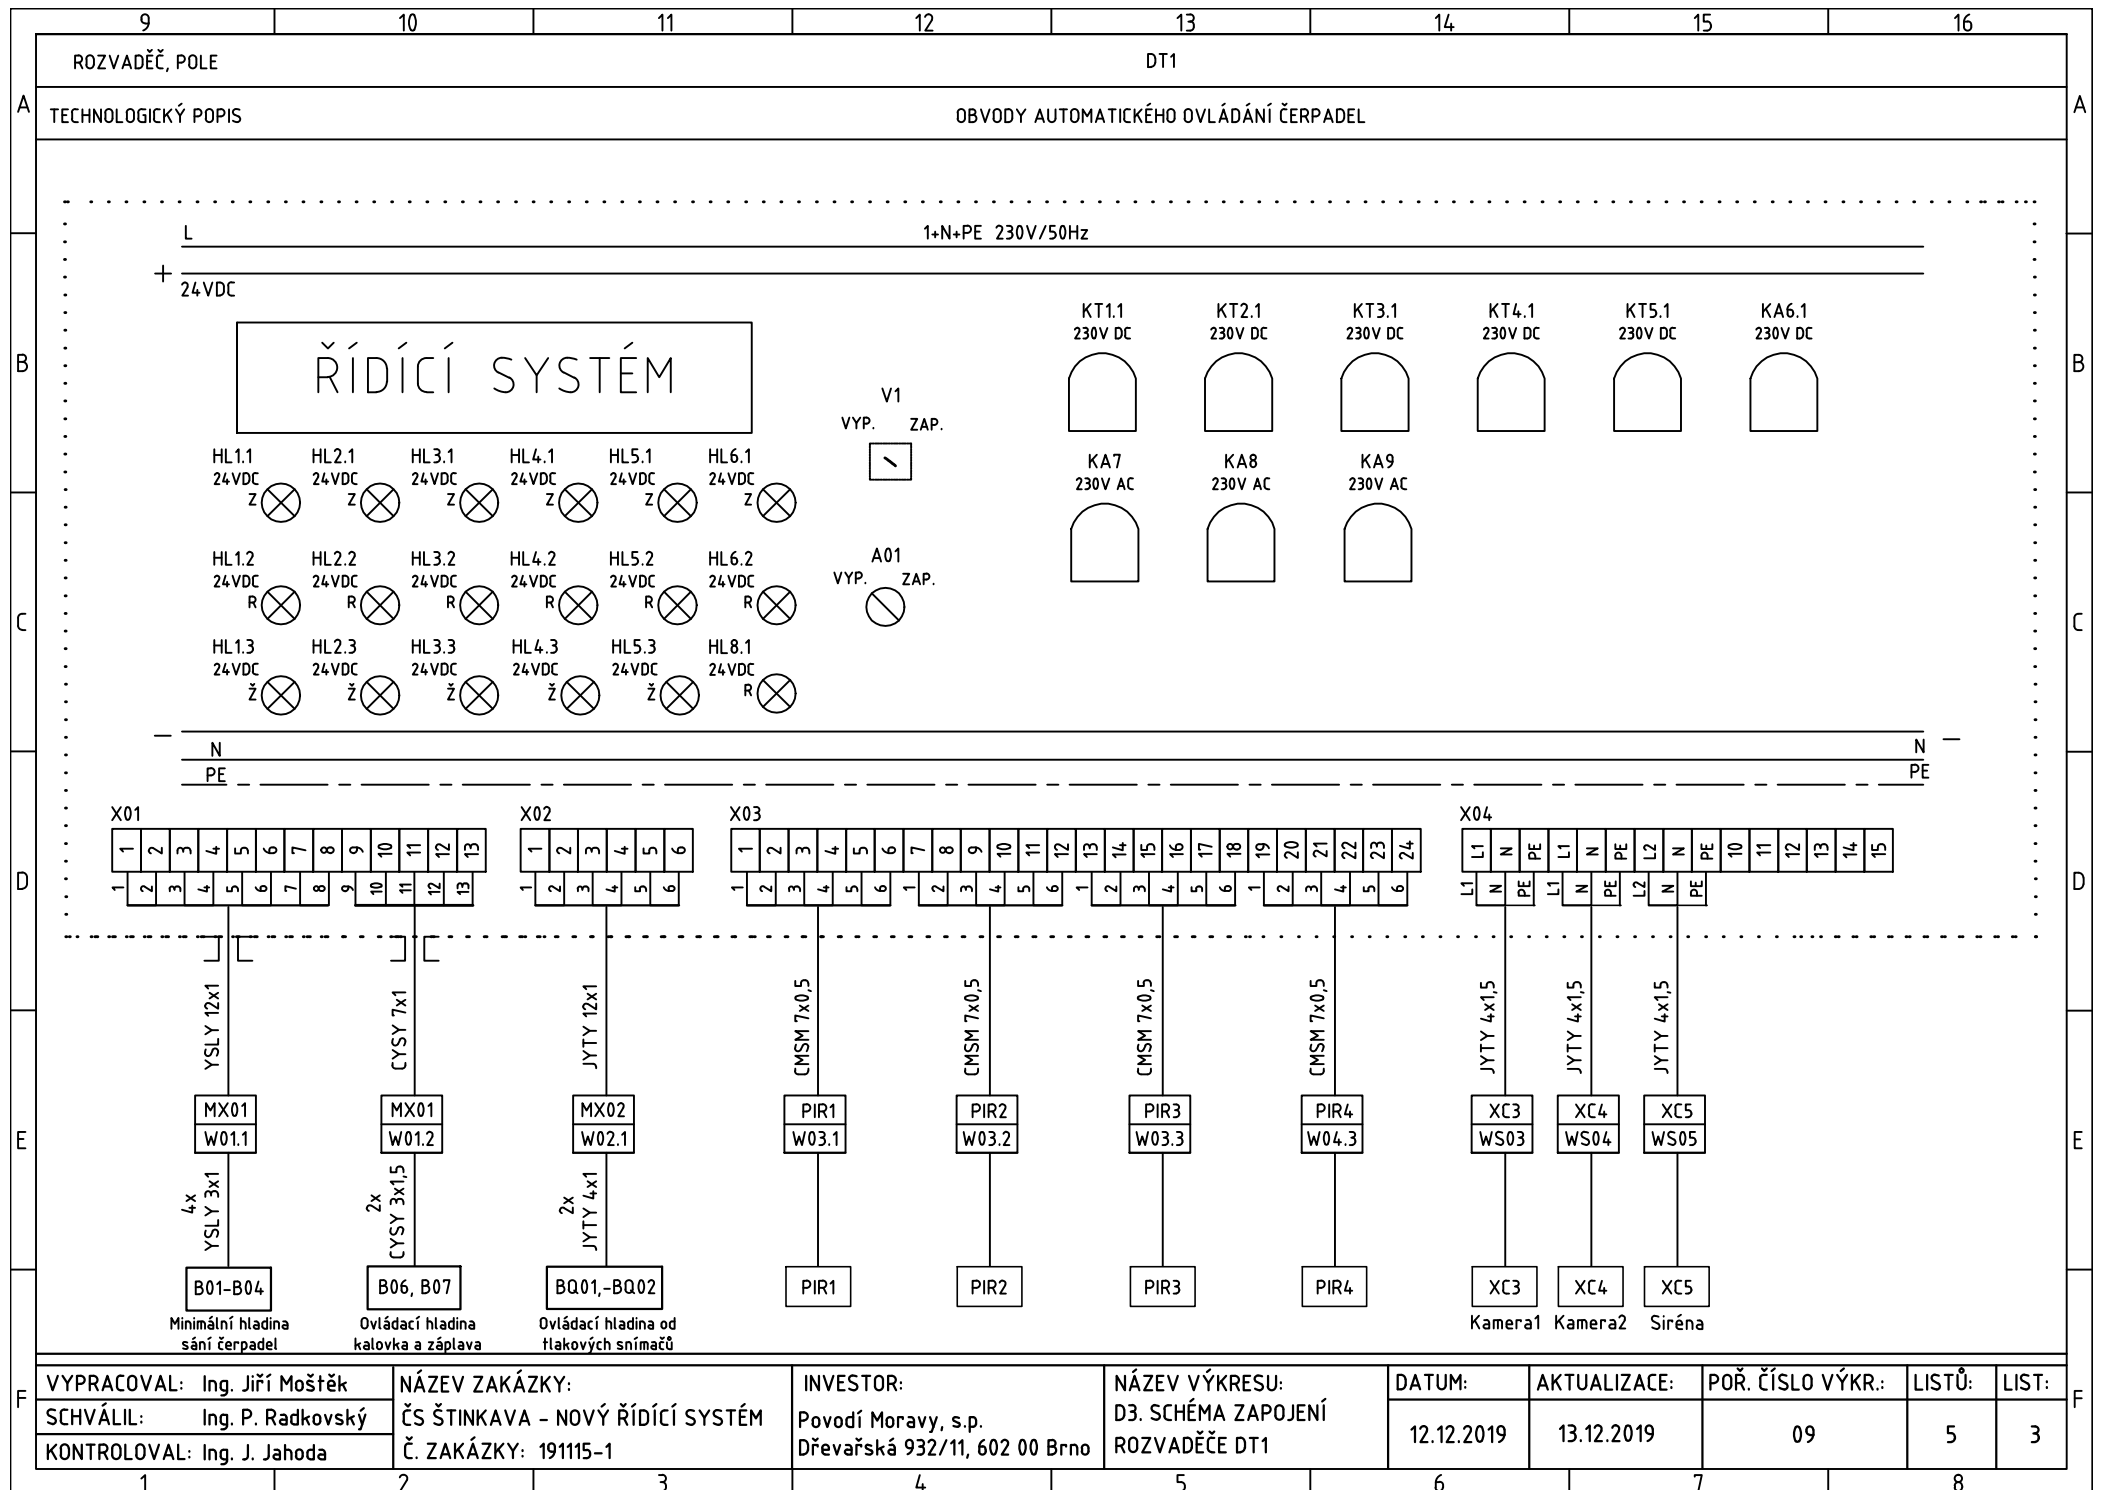 9 10 11 12 13 14 15 16
ROZVADĚČ, POLE DT1
A A
TECHNOLOGICKÝ POPIS OBVODY AUTOMATICKÉHO OVLÁDÁNÍ ČERPADEL
L 1+N+PE 230V/50Hz
+
24VDC
KT1.1 KT2.1 KT3.1 KT4.1 KT5.1 KA6.1
230V DC 230V DC 230V DC 230V DC 230V DC 230V DC
B ŘÍDÍCÍ SYSTÉM B
V1
VYP. ZAP.
HL1.1 HL2.1 HL3.1 HL4.1 HL5.1 HL6.1 KA7 KA8 KA9
24VDC 24VDC 24VDC 24VDC 24VDC 24VDC 230V AC 230V AC 230V AC
Z Z Z Z Z Z
HL1.2 HL2.2 HL3.2 HL4.2 HL5.2 HL6.2 A01
24VDC 24VDC 24VDC 24VDC 24VDC 24VDC VYP. ZAP.
R R R R R R
C C
HL1.3 HL2.3 HL3.3 HL4.3 HL5.3 HL8.1
24VDC 24VDC 24VDC 24VDC 24VDC 24VDC
Ž Ž Ž Ž Ž R
— N N —
PE PE
X01 X02 X03 X04
1 2 3 4 5 6 7 8 9 10 11 12 13 1 2 3 4 5 6 1 2 3 4 5 6 7 8 9 10 11 12 13 14 15 16 17 18 19 20 21 22 23 24 L1 N PE L1 N PE L2 N PE 10 11 12 13 14 15
D D
1 2 3 4 5 6 7 8 9 10 11 12 13 1 2 3 4 5 6 1 2 3 4 5 6 1 2 3 4 5 6 1 2 3 4 5 6 1 2 3 4 5 6 L1 N PE L1 N PE L2 N PE
YSLY 12x1 CYSY 7x1 JYTY 12x1 CMSM 7x0,5 CMSM 7x0,5 CMSM 7x0,5 CMSM 7x0,5 JYTY 4x1,5 JYTY 4x1,5 JYTY 4x1,5
MX01 MX01 MX02 PIR1 PIR2 PIR3 PIR4 XC3 XC4 XC5
E W01.1 W01.2 W02.1 W03.1 W03.2 W03.3 W04.3 WS03 WS04 WS05 E
4x 2x 2x
YSLY 3x1 CYSY 3x1,5 JYTY 4x1
B01-B04 B06, B07 BQ01,-BQ02 PIR1 PIR2 PIR3 PIR4 XC3 XC4 XC5
Minimální hladina Ovládací hladina Ovládací hladina od Kamera1 Kamera2 Siréna
sání čerpadel kalovka a záplava tlakových snímačů
VYPRACOVAL: Ing. Jiří Moštěk NÁZEV ZAKÁZKY: INVESTOR: NÁZEV VÝKRESU: DATUM: AKTUALIZACE: POŘ. ČÍSLO VÝKR.: LISTŮ: LIST:
F F
SCHVÁLIL: Ing. P. Radkovský ČS ŠTINKAVA - NOVÝ ŘÍDÍCÍ SYSTÉM Povodí Moravy, s.p. D3. SCHÉMA ZAPOJENÍ 12.12.2019 13.12.2019 09 5 3
KONTROLOVAL: Ing. J. Jahoda Č. ZAKÁZKY: 191115-1 Dřevařská 932/11, 602 00 Brno ROZVADĚČE DT1
1 2 3 4 5 6 7 8